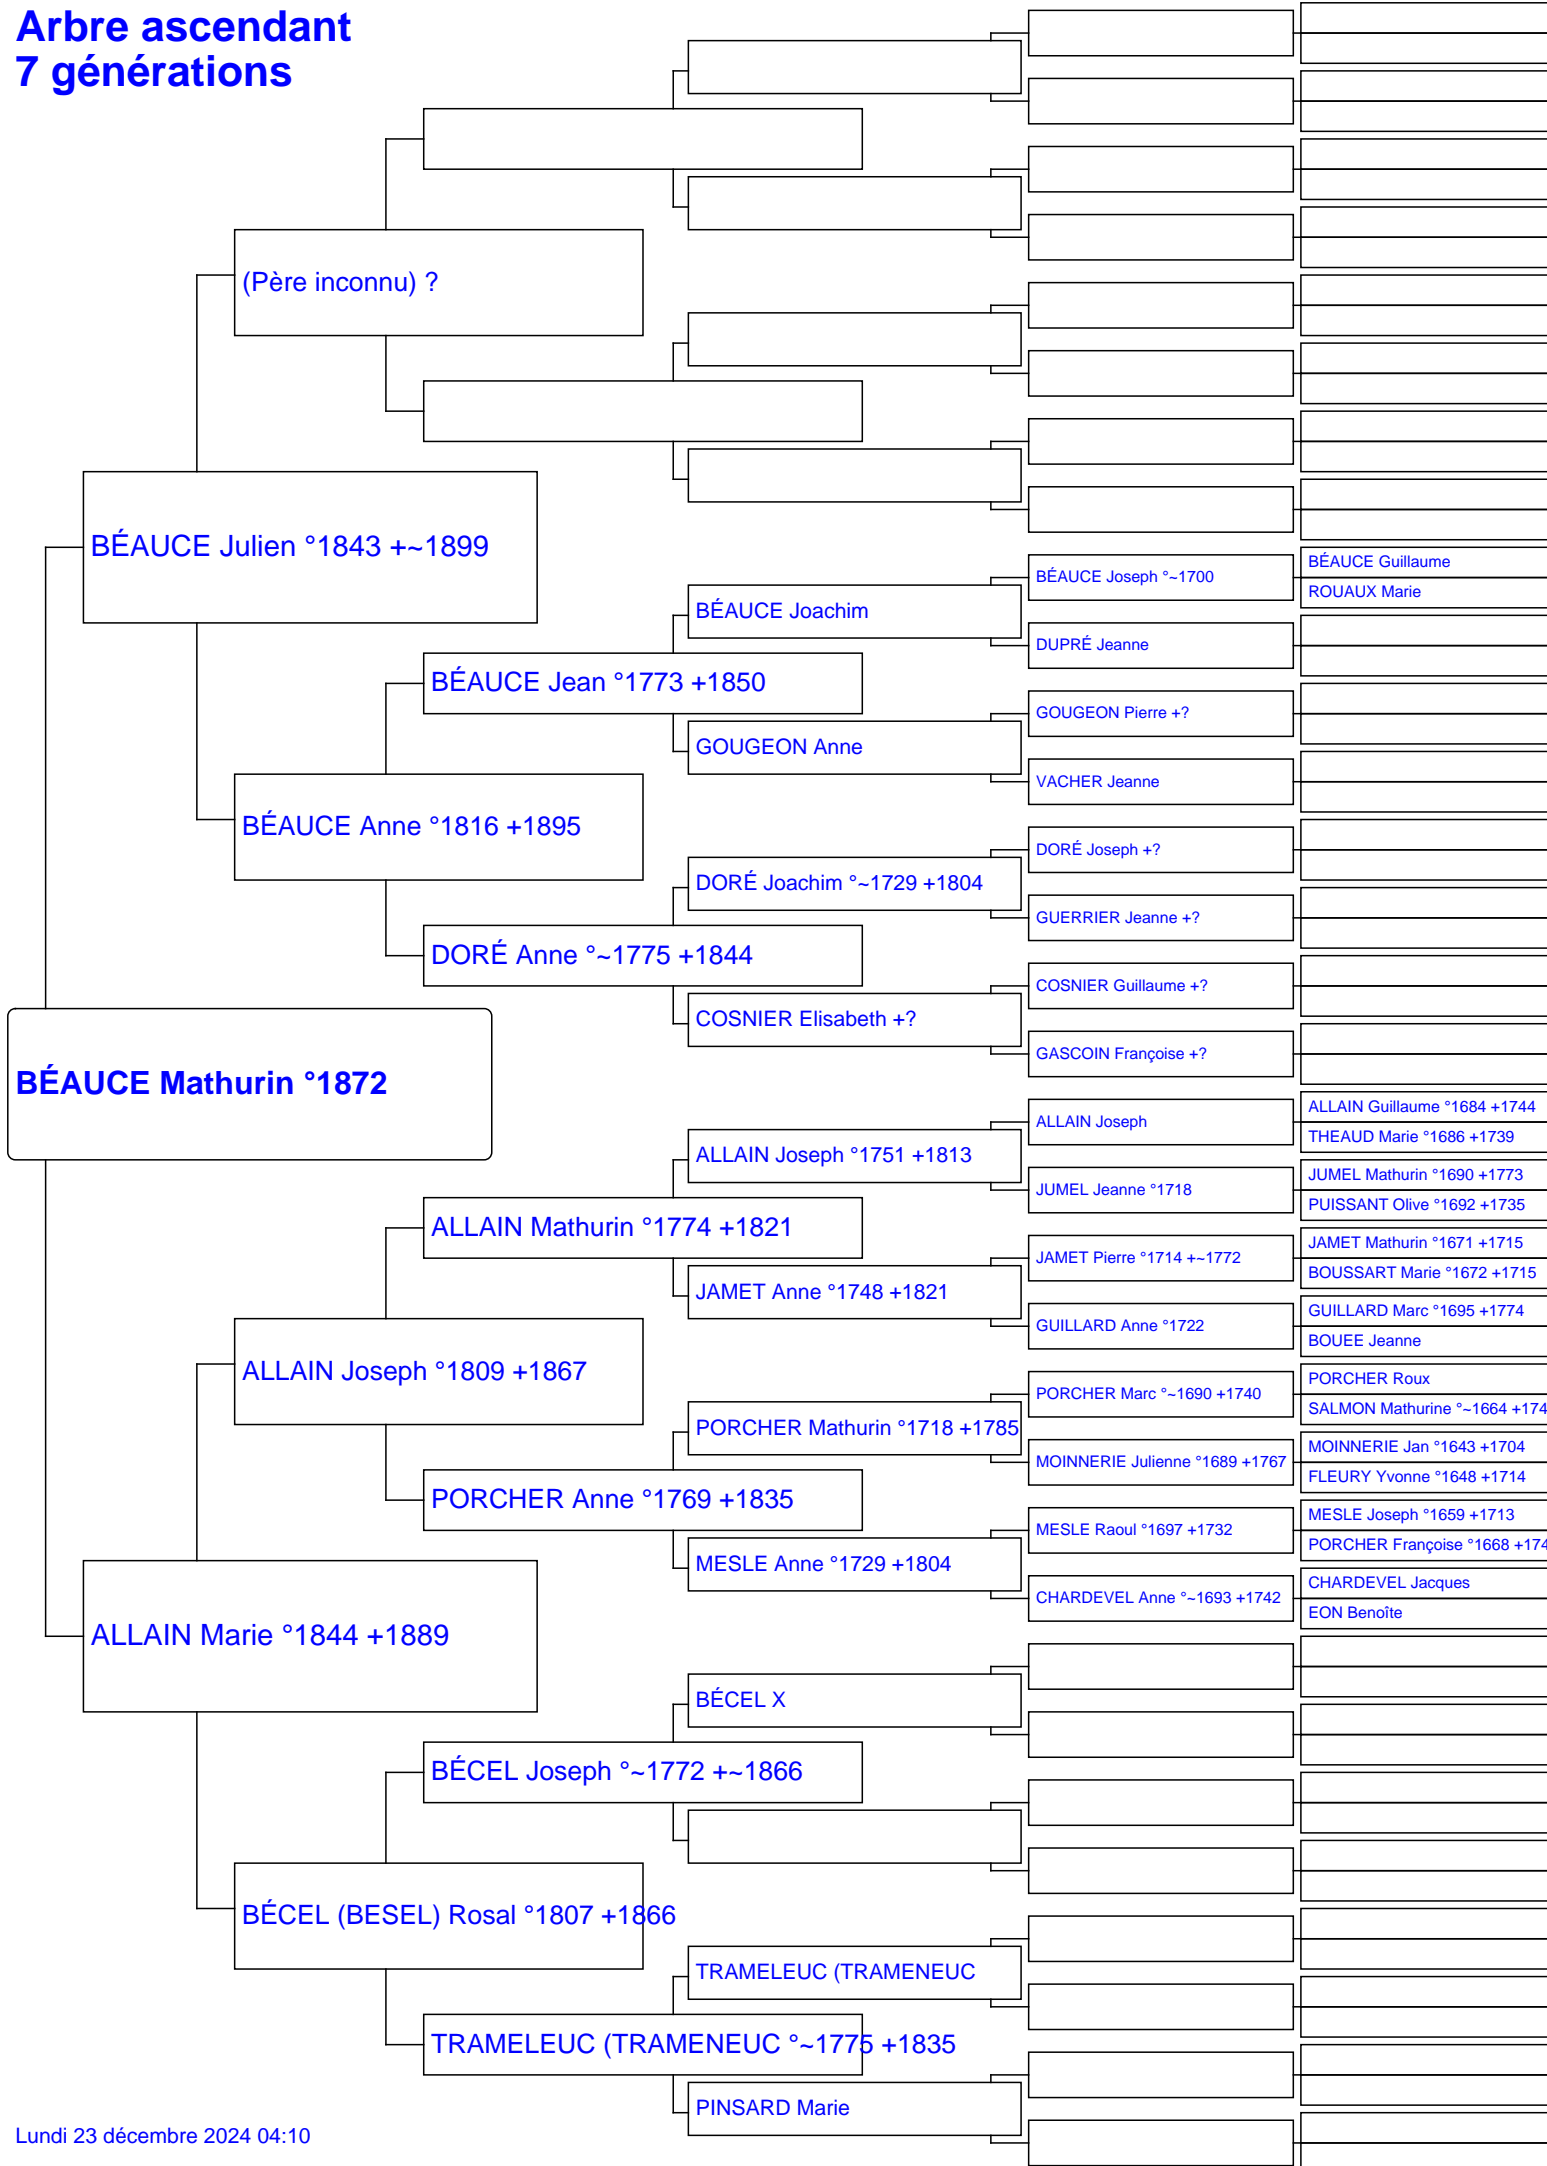 Arbre ascendant
7 générations
(Père inconnu) ?
BÉAUCE Julien °1843 +~1899
BÉAUCE Guillaume
BÉAUCE Joseph °~1700
ROUAUX Marie
BÉAUCE Joachim
DUPRÉ Jeanne
BÉAUCE Jean °1773 +1850
GOUGEON Pierre +?
GOUGEON Anne
VACHER Jeanne
BÉAUCE Anne °1816 +1895
DORÉ Joseph +?
DORÉ Joachim °~1729 +1804
GUERRIER Jeanne +?
DORÉ Anne °~1775 +1844
COSNIER Guillaume +?
COSNIER Elisabeth +?
GASCOIN Françoise +?
BÉAUCE Mathurin °1872
ALLAIN Guillaume °1684 +1744
ALLAIN Joseph
THEAUD Marie °1686 +1739
ALLAIN Joseph °1751 +1813
JUMEL Mathurin °1690 +1773
JUMEL Jeanne °1718
PUISSANT Olive °1692 +1735
ALLAIN Mathurin °1774 +1821
JAMET Mathurin °1671 +1715
JAMET Pierre °1714 +~1772
BOUSSART Marie °1672 +1715
JAMET Anne °1748 +1821
GUILLARD Marc °1695 +1774
GUILLARD Anne °1722
BOUEE Jeanne
ALLAIN Joseph °1809 +1867
PORCHER Roux
PORCHER Marc °~1690 +1740
SALMON Mathurine °~1664 +174
PORCHER Mathurin °1718 +1785
MOINNERIE Jan °1643 +1704
MOINNERIE Julienne °1689 +1767
FLEURY Yvonne °1648 +1714
PORCHER Anne °1769 +1835
MESLE Joseph °1659 +1713
MESLE Raoul °1697 +1732
PORCHER Françoise °1668 +174
MESLE Anne °1729 +1804
CHARDEVEL Jacques
CHARDEVEL Anne °~1693 +1742
EON Benoîte
ALLAIN Marie °1844 +1889
BÉCEL X
BÉCEL Joseph °~1772 +~1866
BÉCEL (BESEL) Rosal °1807 +1866
TRAMELEUC (TRAMENEUC
TRAMELEUC (TRAMENEUC °~1775 +1835
PINSARD Marie
Lundi 23 décembre 2024 04:10